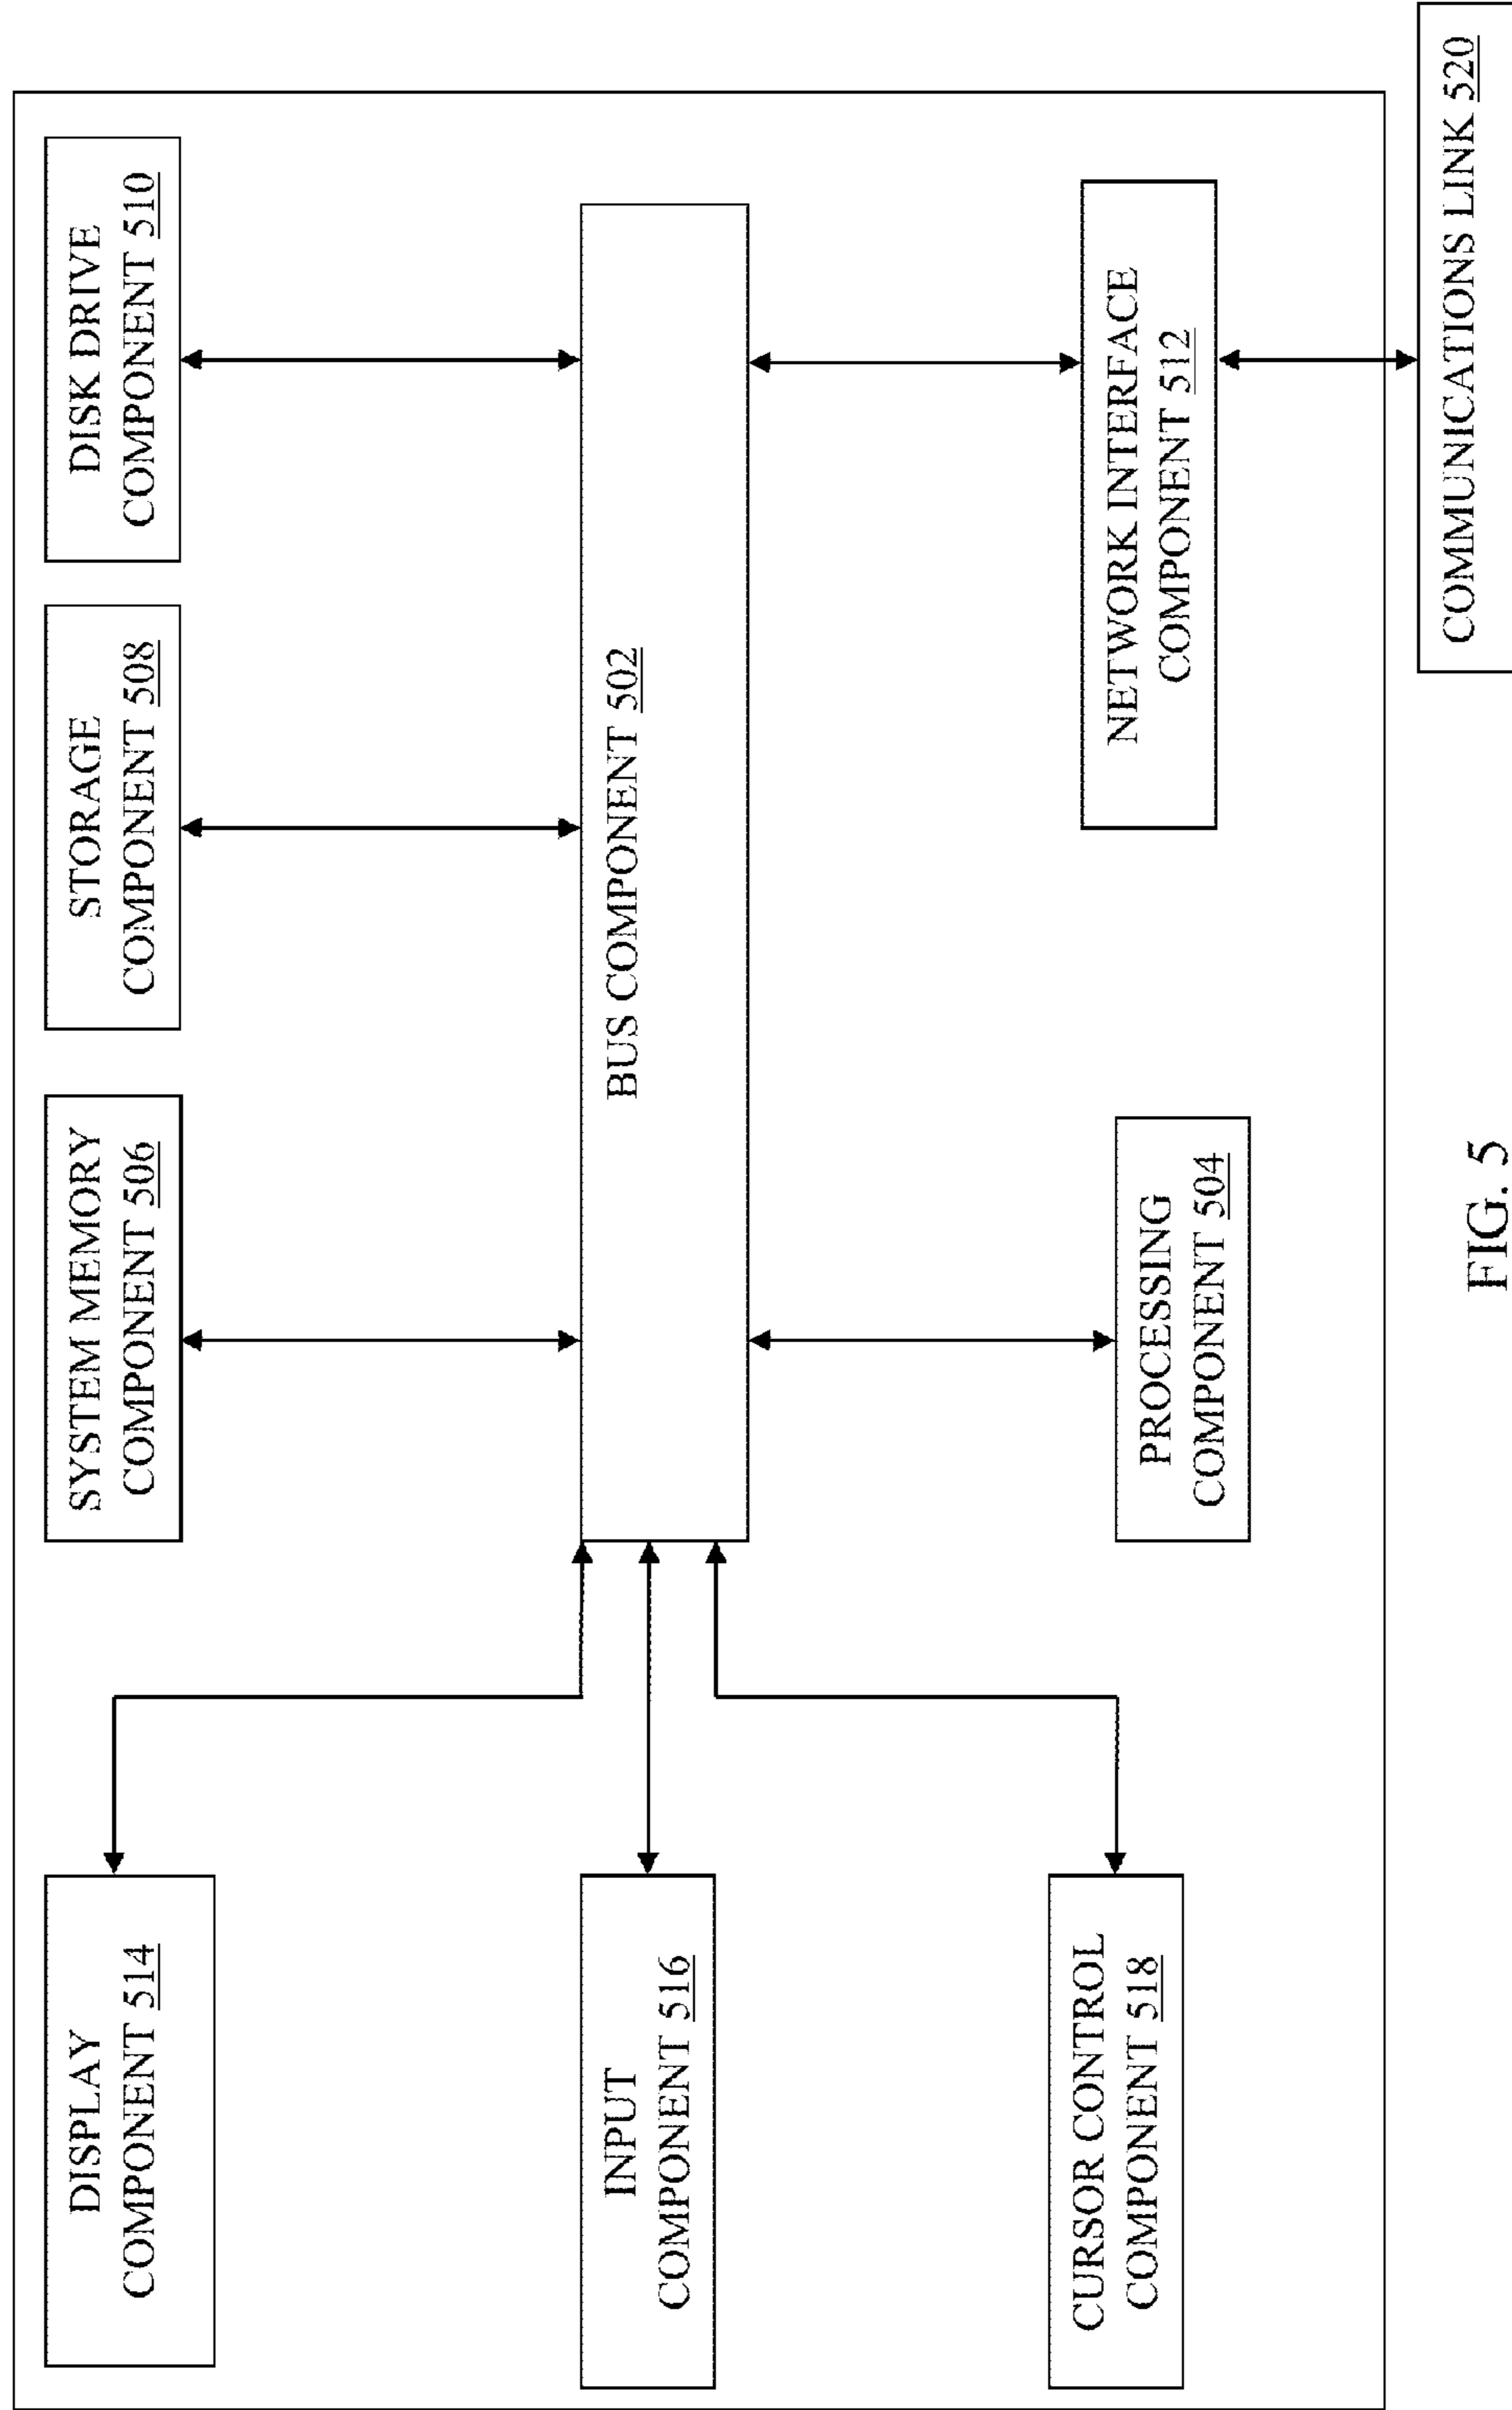 DISPLAY
COMPONENT 514
SYSTEM MEMORY
COMPONENT 506
STORAGE
COMPONENT 508
DISK DRIVE
COMPONENT 510
INPUT
COMPONENT 516
BUS COMPONENT 502
CURSOR CONTROL
COMPONENT 518
PROCESSING
COMPONENT 504
NETWORK INTERFACE
COMPONENT 512
COMMUNICATIONS LINK 520
FIG. 5